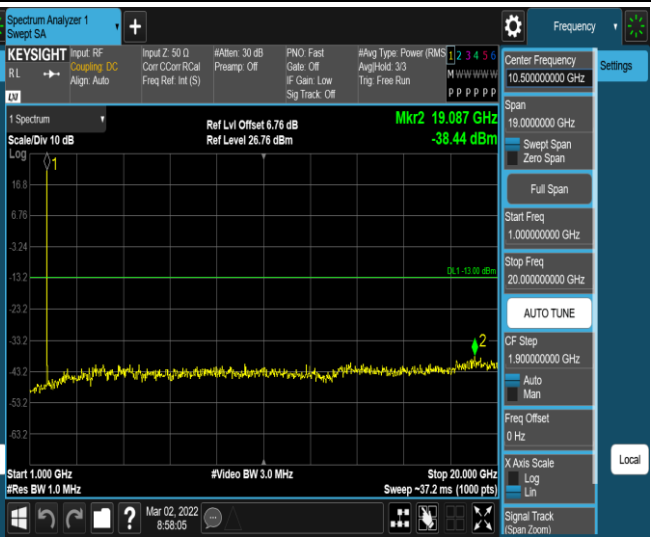 Spectrum Analyzer 1
Swept SA
Frequency
KEYSIGHT
RL
LXI
Input: RF
Coupling: DC
Align: Auto
Input Z: 50 Ω
Corr CCorr RCal
Freq Ref: Int (S)
#Atten: 30 dB
Preamp: Off
PNO: Fast
Gate: Off
IF Gain: Low
Sig Track: Off
#Avg Type: Power (RMS
Avg|Hold: 3/3
Trig: Free Run
1 2 3 4 5 6
M W W W W W
P P P P P P
1 Spectrum
Scale/Div 10 dB
Ref Lvl Offset 6.76 dB
Ref Level 26.76 dBm
Mkr2 19.087 GHz
-38.44 dBm
Log
1
16.8
6.76
-3.24
-13.2
DL1 -13.00 dBm
-23.2
-33.2
2
-43.2
-53.2
-63.2
Start 1.000 GHz
#Video BW 3.0 MHz
Stop 20.000 GHz
#Res BW 1.0 MHz
Sweep ~37.2 ms (1000 pts)
Mar 02, 2022
8:58:05
?
Center Frequency
10.500000000 GHz
Settings
Span
19.0000000 GHz
Swept Span
Zero Span
Full Span
Start Freq
1.000000000 GHz
Stop Freq
20.000000000 GHz
AUTO TUNE
CF Step
1.900000000 GHz
Auto
Man
Freq Offset
0 Hz
X Axis Scale
Log
Lin
Local
Signal Track
(Span Zoom)